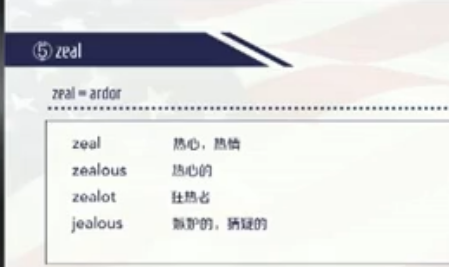 ⑤ zeal
zeal = ardor
zeal 热心，热情
zealous 热心的
zealot 狂热者
jealous 嫉妒的，猜疑的